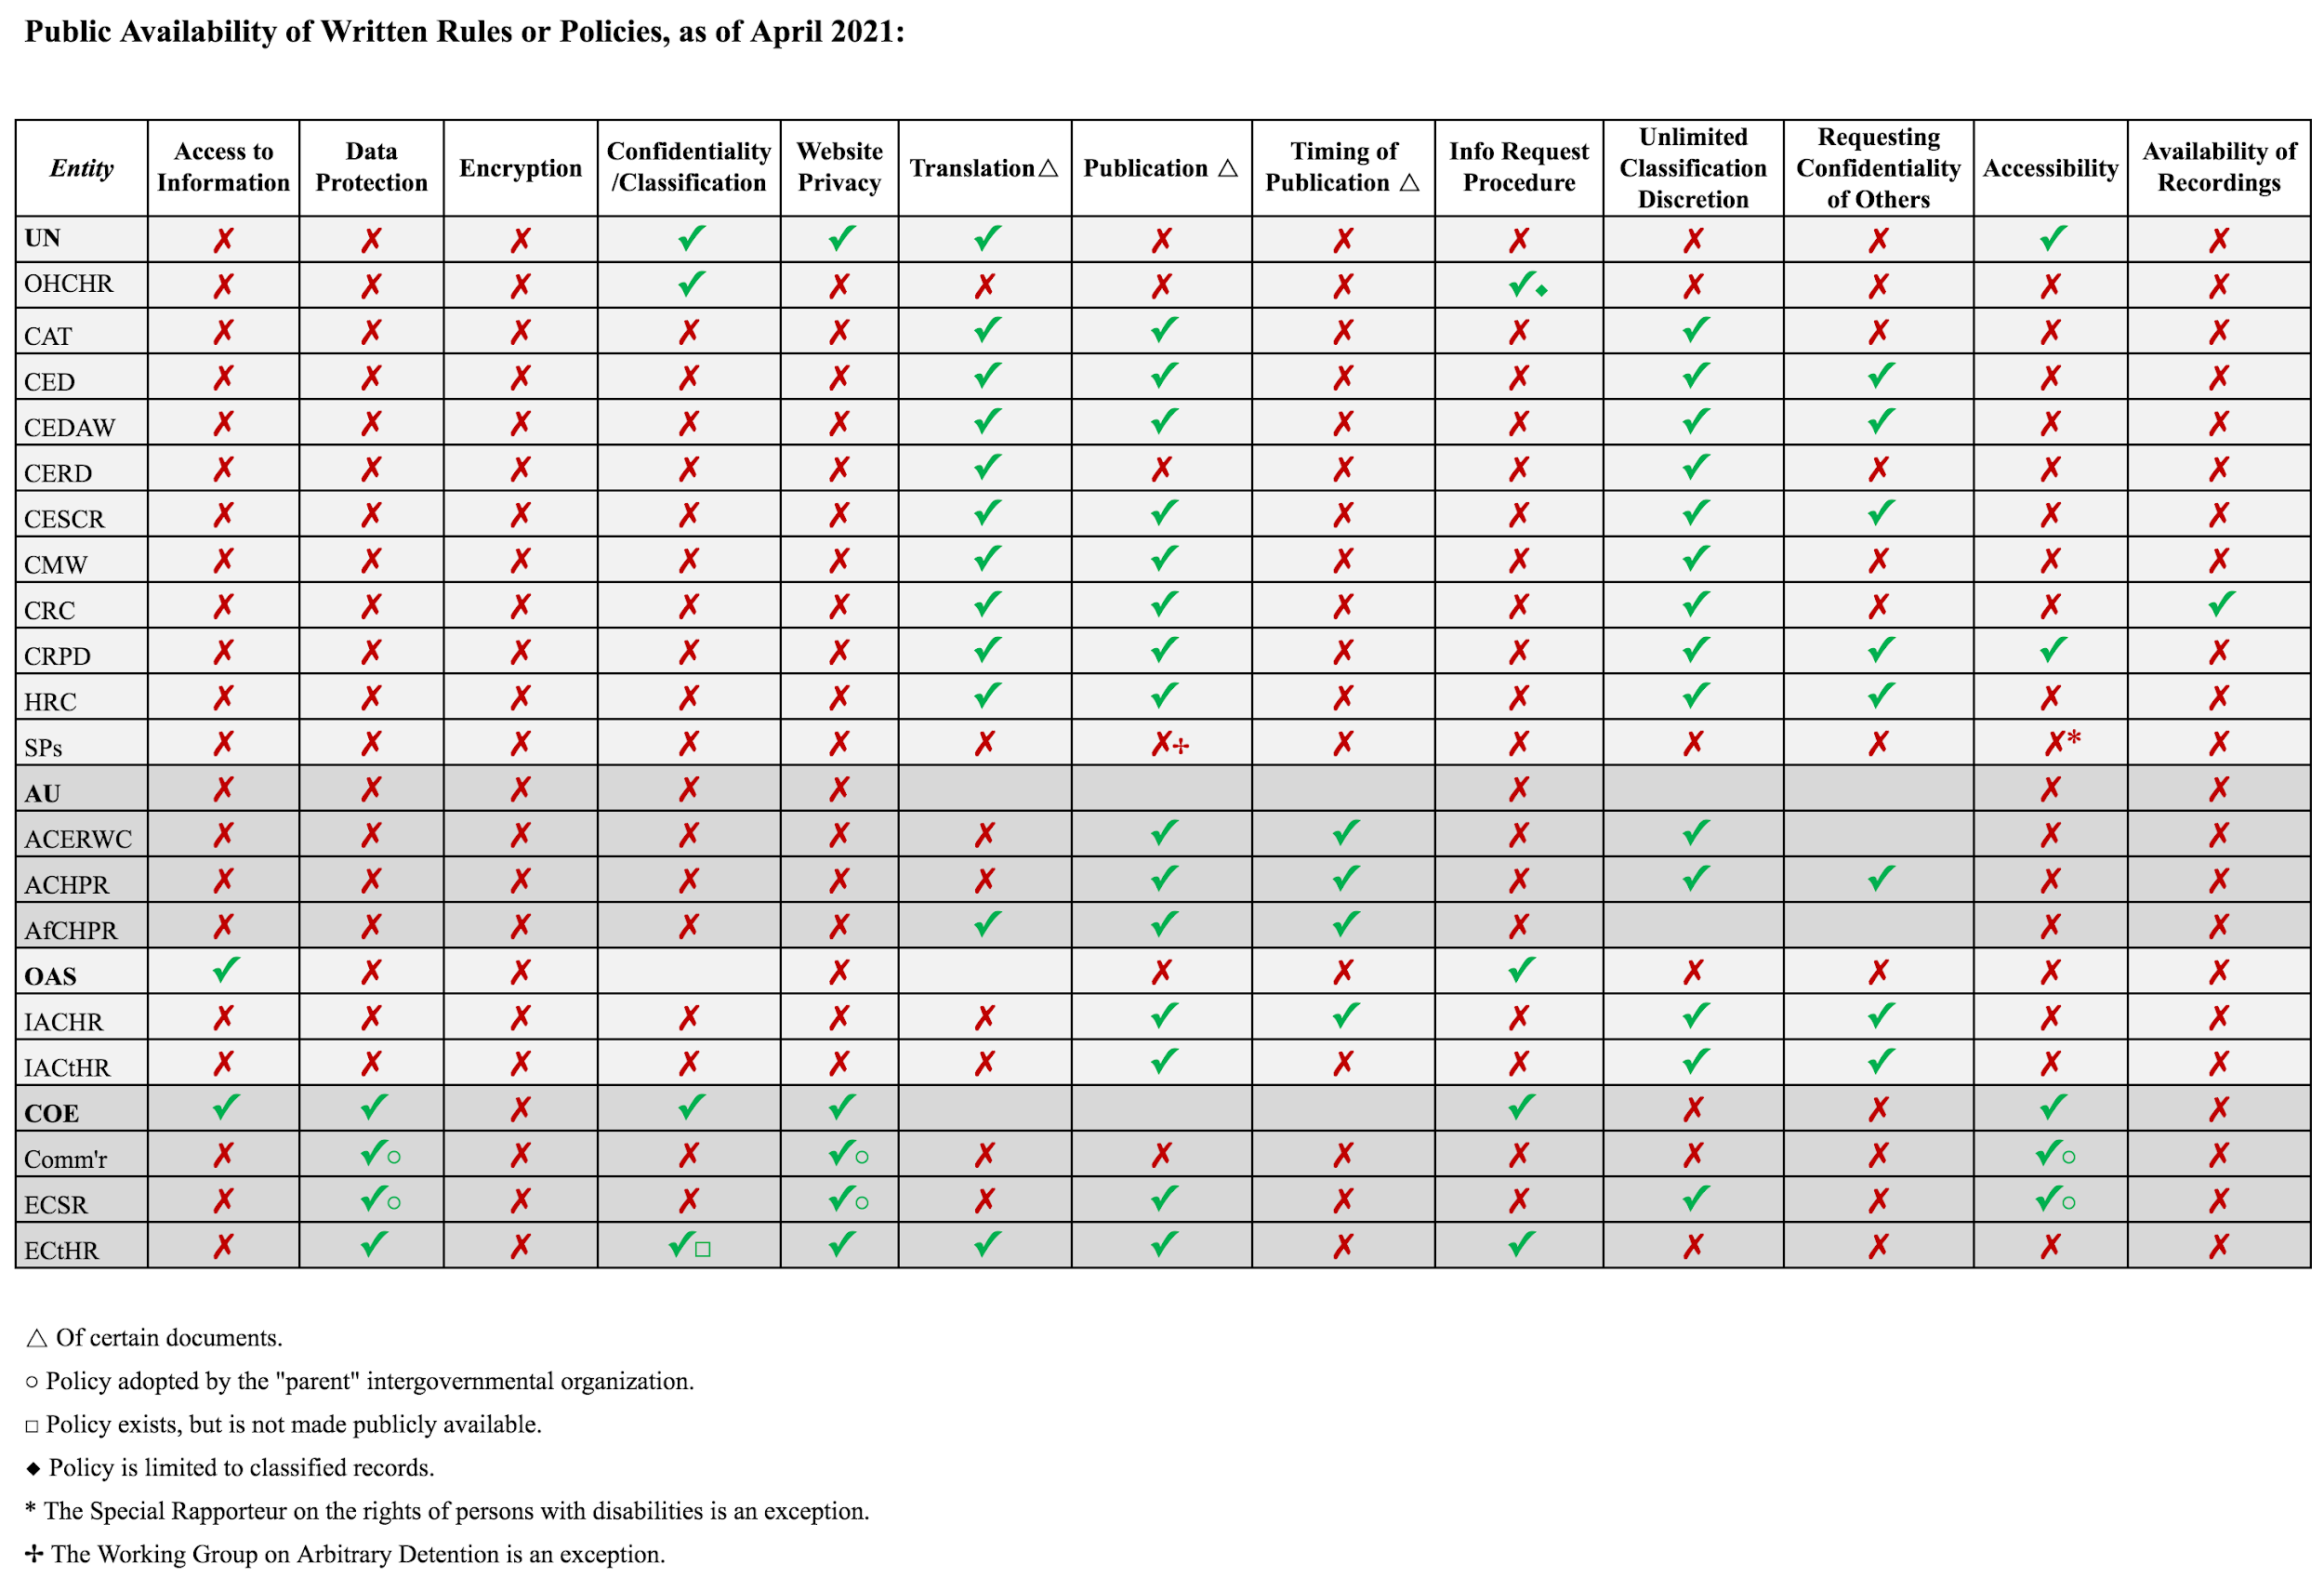 Public Availability of Written Rules or Policies, as of April 2021:
Entity | Access to Information | Data Protection | Encryption | Confidentiality /Classification | Website Privacy | Translation△ | Publication △ | Timing of Publication △ | Info Request Procedure | Unlimited Classification Discretion | Requesting Confidentiality of Others | Accessibility | Availability of Recordings
UN ✗ ✗ ✗ ✓ ✓ ✓ ✗ ✗ ✗ ✗ ✗ ✓ ✗
OHCHR ✗ ✗ ✗ ✓ ✗ ✗ ✗ ✗ ✓◆ ✗ ✗ ✗ ✗
CAT ✗ ✗ ✗ ✗ ✗ ✓ ✓ ✗ ✗ ✓ ✗ ✗ ✗
CED ✗ ✗ ✗ ✗ ✗ ✓ ✓ ✗ ✗ ✓ ✓ ✗ ✗
CEDAW ✗ ✗ ✗ ✗ ✗ ✓ ✓ ✗ ✗ ✓ ✓ ✗ ✗
CERD ✗ ✗ ✗ ✗ ✗ ✓ ✗ ✗ ✗ ✓ ✗ ✗ ✗
CESCR ✗ ✗ ✗ ✗ ✗ ✓ ✓ ✗ ✗ ✓ ✓ ✗ ✗
CMW ✗ ✗ ✗ ✗ ✗ ✓ ✓ ✗ ✗ ✓ ✗ ✗ ✗
CRC ✗ ✗ ✗ ✗ ✗ ✓ ✓ ✗ ✗ ✓ ✗ ✗ ✓
CRPD ✗ ✗ ✗ ✗ ✗ ✓ ✓ ✗ ✗ ✓ ✓ ✓ ✗
HRC ✗ ✗ ✗ ✗ ✗ ✓ ✓ ✗ ✗ ✓ ✓ ✗ ✗
SPs ✗ ✗ ✗ ✗ ✗ ✗ ✗✢ ✗ ✗ ✗ ✗ ✗* ✗
AU ✗ ✗ ✗ ✗ ✗ ✗ ✗ ✗
ACERWC ✗ ✗ ✗ ✗ ✗ ✗ ✓ ✓ ✗ ✓ ✗ ✗
ACHPR ✗ ✗ ✗ ✗ ✗ ✗ ✓ ✓ ✗ ✓ ✓ ✗ ✗
AfCHPR ✗ ✗ ✗ ✗ ✗ ✓ ✓ ✓ ✗ ✗ ✗
OAS ✓ ✗ ✗ ✗ ✗ ✗ ✓ ✗ ✗ ✗ ✗
IACHR ✗ ✗ ✗ ✗ ✗ ✗ ✓ ✓ ✗ ✓ ✓ ✗ ✗
IACtHR ✗ ✗ ✗ ✗ ✗ ✗ ✓ ✗ ✗ ✓ ✓ ✗ ✗
COE ✓ ✓ ✗ ✓ ✓ ✓ ✗ ✗ ✓ ✗
Comm'r ✗ ✓○ ✗ ✗ ✓○ ✗ ✗ ✗ ✗ ✗ ✗ ✓○ ✗
ECSR ✗ ✓○ ✗ ✗ ✓○ ✗ ✓ ✗ ✗ ✓ ✗ ✓○ ✗
ECtHR ✗ ✓ ✗ ✓□ ✓ ✓ ✓ ✗ ✓ ✗ ✗ ✗ ✗
△ Of certain documents.
○ Policy adopted by the "parent" intergovernmental organization.
□ Policy exists, but is not made publicly available.
◆ Policy is limited to classified records.
* The Special Rapporteur on the rights of persons with disabilities is an exception.
✢ The Working Group on Arbitrary Detention is an exception.